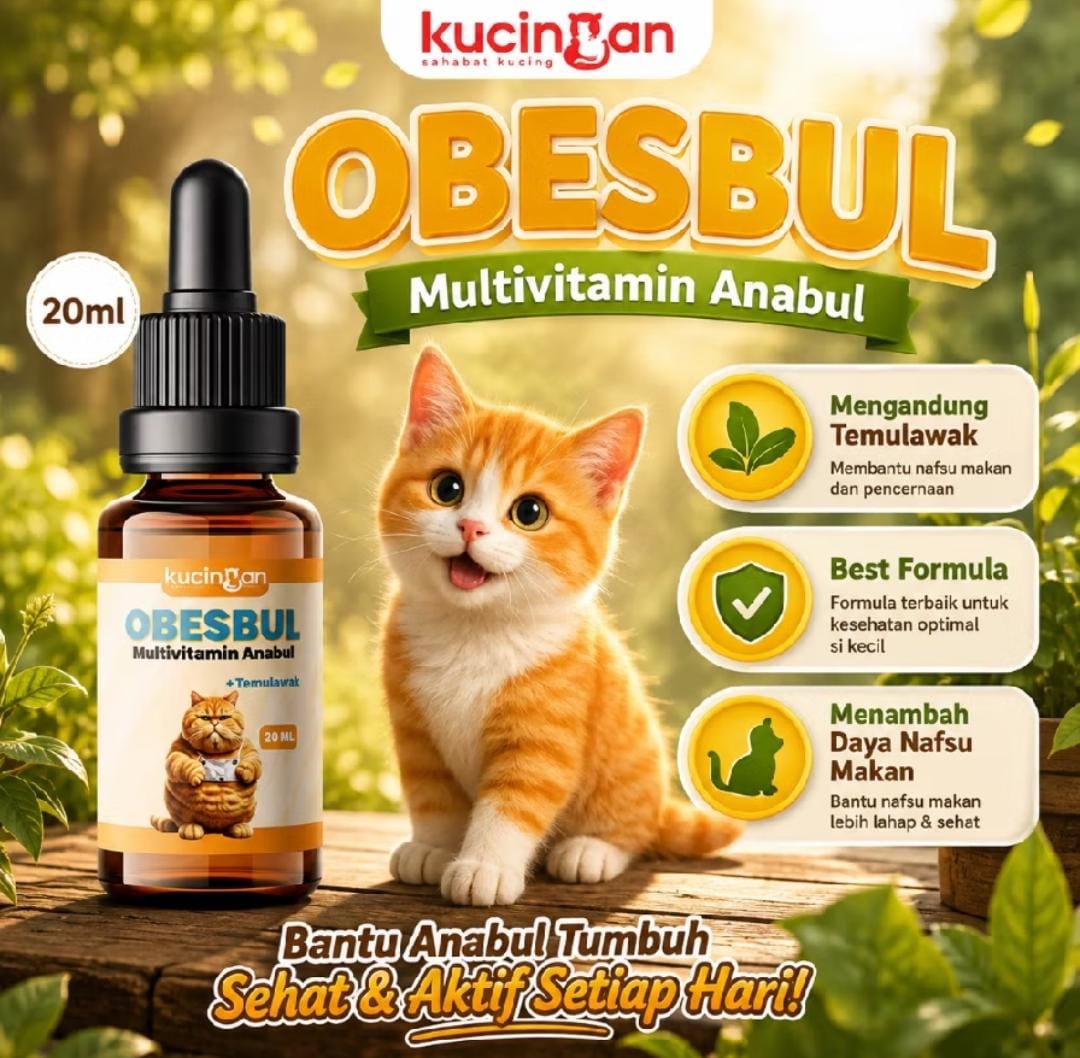 kucingan
sahabat kucing
OBESBUL
Multivitamin Anabul
20ml
Mengandung
Temulawak
Membantu nafsu makan
dan pencernaan
Best Formula
Formula terbaik untuk
kesehatan optimal
si kecil
Menambah
Daya Nafsu
Makan
Bantu nafsu makan
lebih lahap & sehat
kucingan
OBESBUL
Multivitamin Anabul
+Temulawak
20 ML
Bantu Anabul Tumbuh
Sehat & Aktif Setiap Hari!